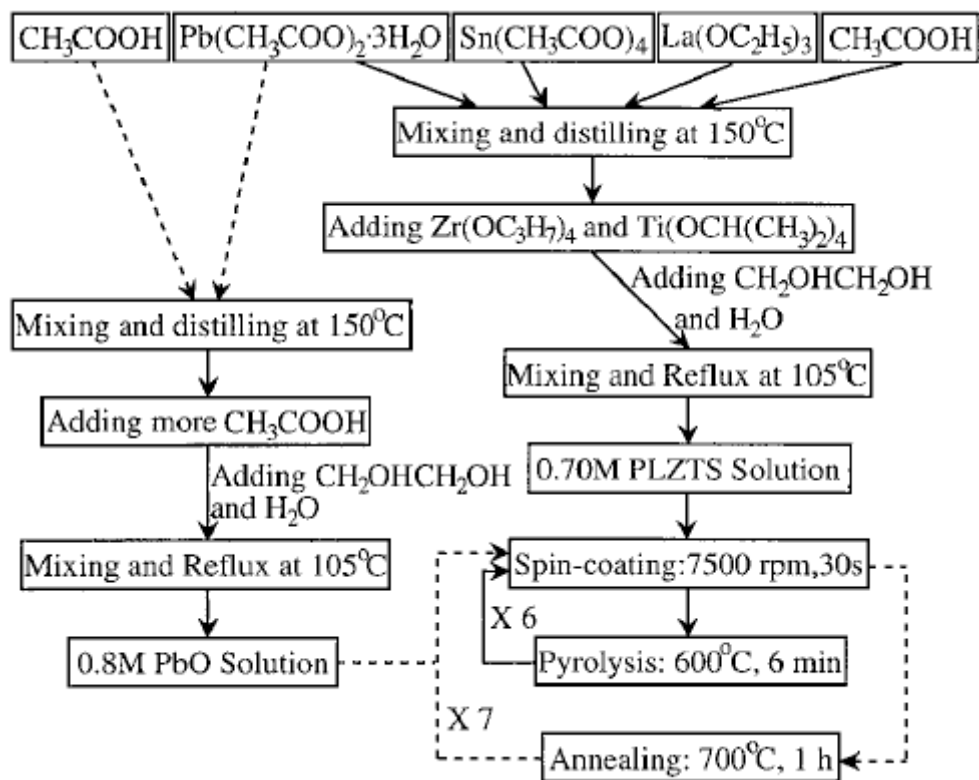 CH₃COOH
Pb(CH₃COO)₂·3H₂O
Sn(CH₃COO)₄
La(OC₂H₅)₃
CH₃COOH
Mixing and distilling at 150°C
Adding Zr(OC₃H₇)₄ and Ti(OCH(CH₃)₂)₄
Adding CH₂OHCH₂OH
and H₂O
Mixing and Reflux at 105°C
0.70M PLZTS Solution
Mixing and distilling at 150°C
Adding more CH₃COOH
Adding CH₂OHCH₂OH
and H₂O
Mixing and Reflux at 105°C
0.8M PbO Solution
Spin-coating:7500 rpm,30s
X 6
Pyrolysis: 600°C, 6 min
X 7
Annealing: 700°C, 1 h